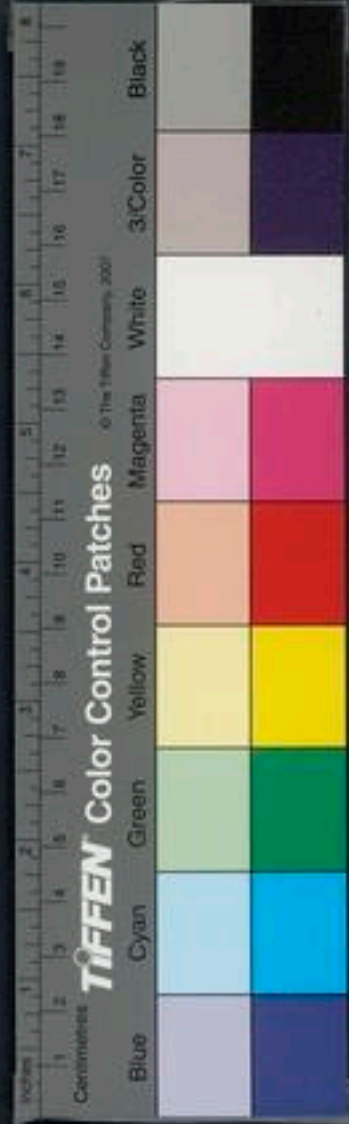 Inches 1 2 3 4 5 6 7 8
Centimetres 1 2 3 4 5 6 7 8 9 10 11 12 13 14 15 16 17 18 19
TIFFEN™ Color Control Patches © The Tiffen Company, 2007
Blue Cyan Green Yellow Red Magenta White 3/Color Black